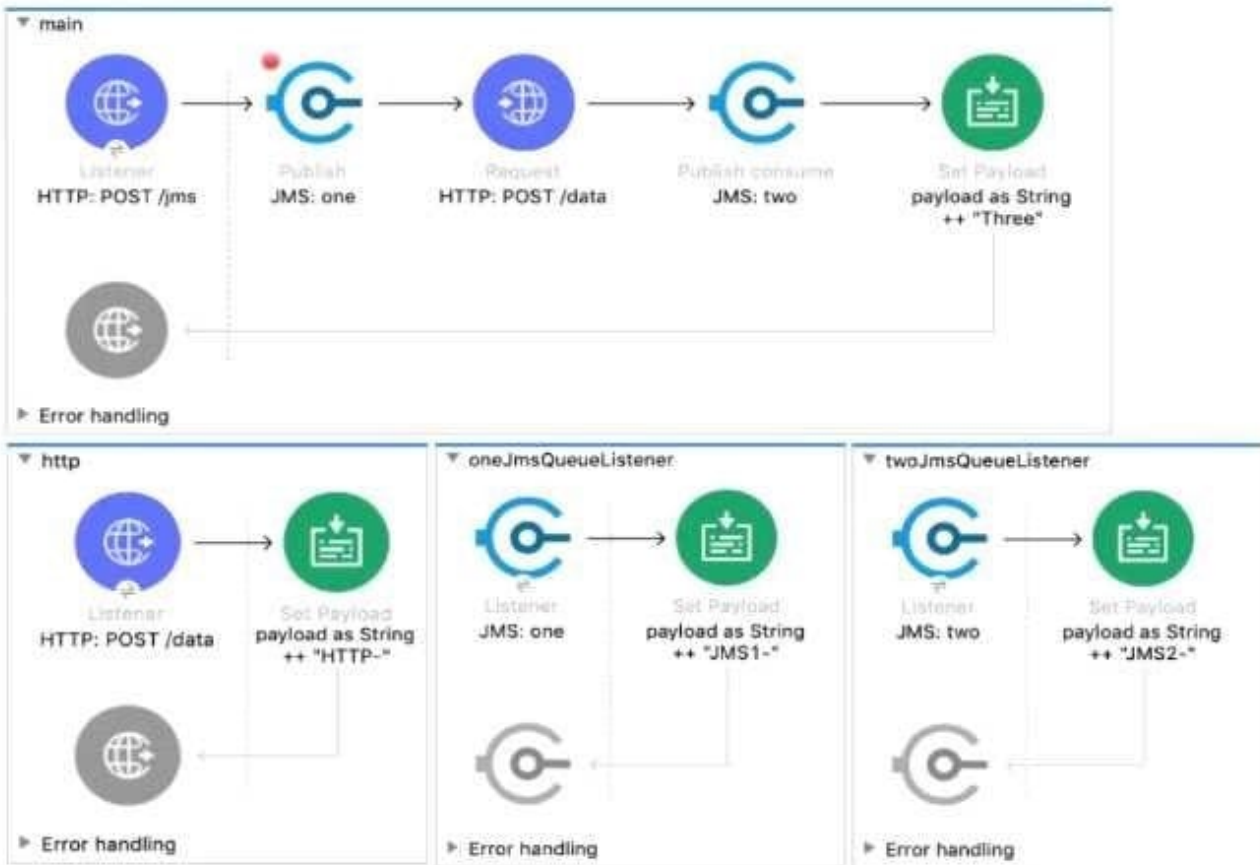 main
Listener
HTTP: POST /jms
Publish
JMS: one
Request
HTTP: POST /data
Publish consume
JMS: two
Set Payload
payload as String
++ "Three"
Error handling
http
Listener
HTTP: POST /data
Set Payload
payload as String
++ "HTTP-"
Error handling
oneJmsQueueListener
Listener
JMS: one
Set Payload
payload as String
++ "JMS1-"
Error handling
twoJmsQueueListener
Listener
JMS: two
Set Payload
payload as String
++ "JMS2-"
Error handling